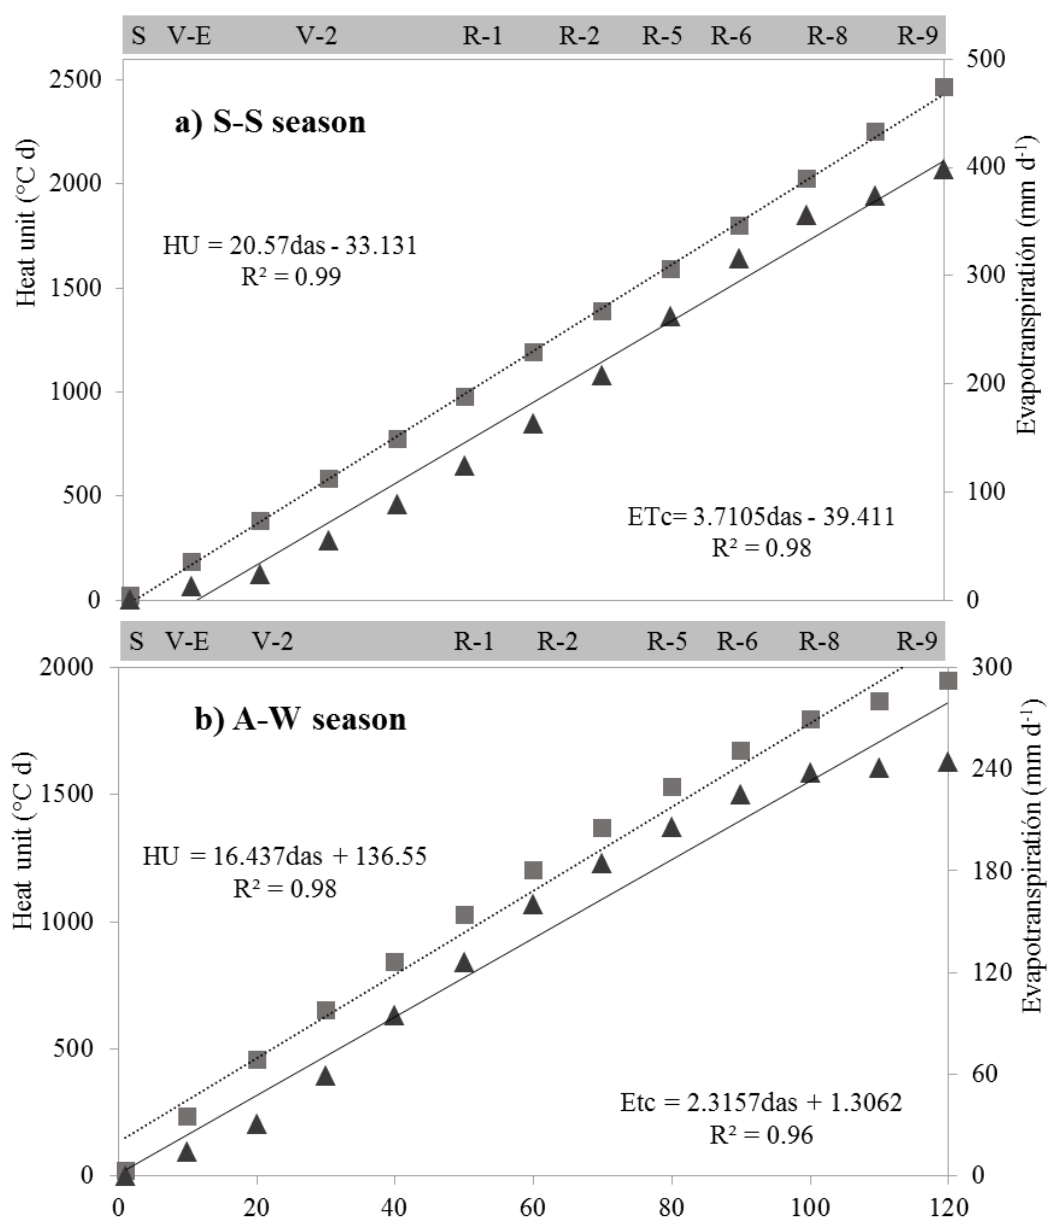 S V-E V-2 R-1 R-2 R-5 R-6 R-8 R-9
a) S-S season
Heat unit (°C d)
2500
2000
1500
1000
500
0
HU = 20.57das - 33.131
R² = 0.99
ETc= 3.7105das - 39.411
R² = 0.98
500
400
300
200
100
0
Evapotranspiratión (mm d-1)
S V-E V-2 R-1 R-2 R-5 R-6 R-8 R-9
b) A-W season
Heat unit (°C d)
2000
1500
1000
500
0
HU = 16.437das + 136.55
R² = 0.98
Etc = 2.3157das + 1.3062
R² = 0.96
300
240
180
120
60
0
Evapotranspiratión (mm d-1)
0 20 40 60 80 100 120